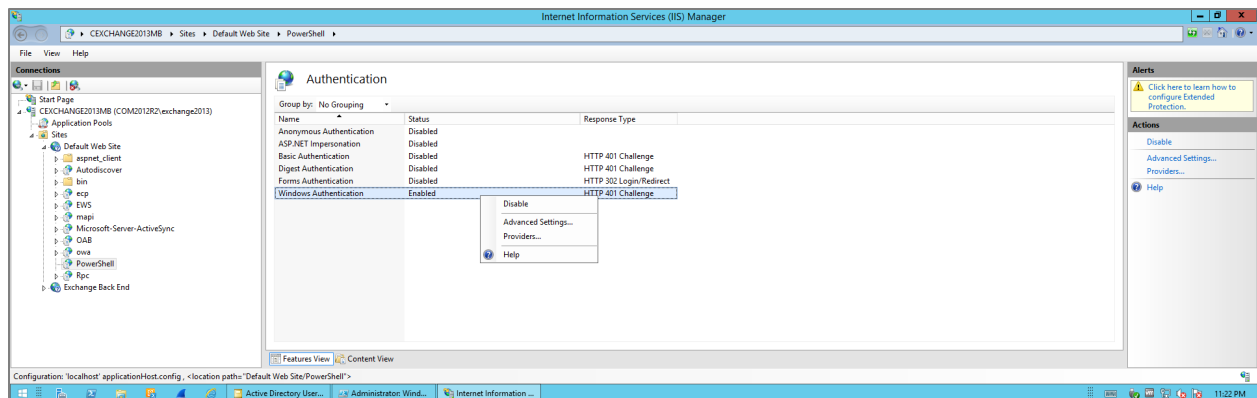 Internet Information Services (IIS) Manager
CEXCHANGE2013MB Sites Default Web Site PowerShell
File View Help
Connections
Start Page
CEXCHANGE2013MB (COM2012R2\exchange2013)
Application Pools
Sites
Default Web Site
aspnet_client
Autodiscover
bin
ecp
EWS
mapi
Microsoft-Server-ActiveSync
OAB
owa
PowerShell
Rpc
Exchange Back End
Authentication
Group by: No Grouping
Name Status Response Type
Anonymous Authentication Disabled
ASP.NET Impersonation Disabled
Basic Authentication Disabled HTTP 401 Challenge
Digest Authentication Disabled HTTP 401 Challenge
Forms Authentication Disabled HTTP 302 Login/Redirect
Windows Authentication Enabled HTTP 401 Challenge
Disable
Advanced Settings...
Providers...
Help
Features View Content View
Alerts
Click here to learn how to
configure Extended
Protection.
Actions
Disable
Advanced Settings...
Providers...
Help
Configuration: 'localhost' applicationHost.config , <location path="Default Web Site/PowerShell">
Active Directory User... Administrator: Wind... Internet Information ... 11:22 PM